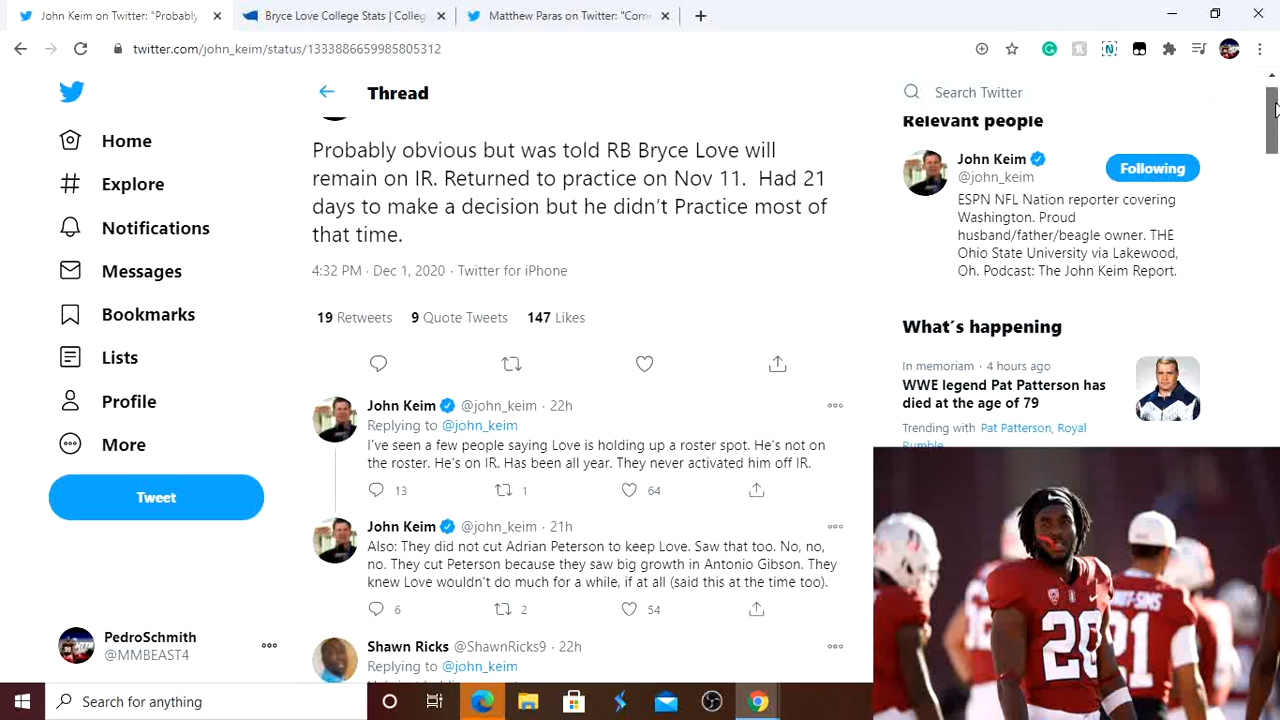 John Keim on Twitter: "Probably
Bryce Love College Stats | Colleg
Matthew Paras on Twitter: "Corn
twitter.com/john_keim/status/1333886659985805312
Thread
Search Twitter
Home
Explore
Notifications
Messages
Bookmarks
Lists
Profile
More
Tweet
PedroSchmith
@MMBEAST4
Probably obvious but was told RB Bryce Love will
remain on IR. Returned to practice on Nov 11. Had 21
days to make a decision but he didn't Practice most of
that time.
4:32 PM · Dec 1, 2020 · Twitter for iPhone
19 Retweets 9 Quote Tweets 147 Likes
John Keim @john_keim · 22h
Replying to @john_keim
I've seen a few people saying Love is holding up a roster spot. He's not on
the roster. He's on IR. Has been all year. They never activated him off IR.
13 1 64
John Keim @john_keim · 21h
Also: They did not cut Adrian Peterson to keep Love. Saw that too. No, no,
no. They cut Peterson because they saw big growth in Antonio Gibson. They
knew Love wouldn't do much for a while, if at all (said this at the time too).
6 2 54
Shawn Ricks @ShawnRicks9 · 22h
Replying to @john_keim
Relevant people
John Keim
@john_keim
Following
ESPN NFL Nation reporter covering
Washington. Proud
husband/father/beagle owner. THE
Ohio State University via Lakewood,
Oh. Podcast: The John Keim Report.
What's happening
In memoriam · 4 hours ago
WWE legend Pat Patterson has
died at the age of 79
Trending with Pat Patterson, Royal
Rumble
20
Search for anything